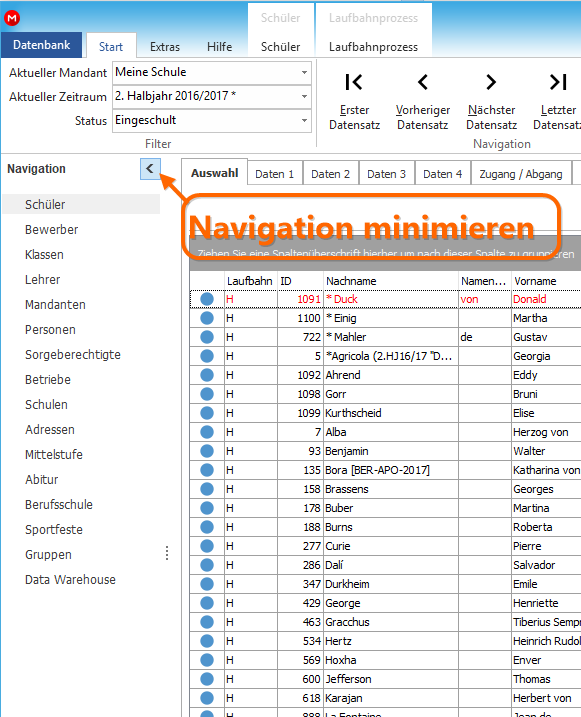 M
Schüler Laufbahnprozess
Datenbank Start Extras Hilfe Schüler Laufbahnprozess
Aktueller Mandant Meine Schule
Aktueller Zeitraum 2. Halbjahr 2016/2017 *
Status Eingeschult
Filter
Erster Datensatz
Vorheriger Datensatz
Nächster Datensatz
Letzter Datensatz
Navigation
Navigation
Auswahl Daten 1 Daten 2 Daten 3 Daten 4 Zugang / Abgang
Navigation minimieren
Ziehen Sie eine Spaltenüberschrift hierher um nach dieser Spalte zu gruppieren
Schüler
Bewerber
Klassen
Lehrer
Mandanten
Personen
Sorgeberechtigte
Betriebe
Schulen
Adressen
Mittelstufe
Abitur
Berufsschule
Sportfeste
Gruppen
Data Warehouse
Laufbahn ID Nachname Namen... Vorname
H 1091 * Duck von Donald
H 1100 * Einig Martha
H 722 * Mahler de Gustav
H 5 *Agricola (2.HJ16/17 "D... Georgia
H 1092 Ahrend Eddy
H 1098 Gorr Bruni
H 1099 Kurthscheid Elise
H 7 Alba Herzog von
H 93 Benjamin Walter
H 135 Bora [BER-APO-2017] Katharina von
H 158 Brassens Georges
H 178 Buber Martina
H 188 Burns Roberta
H 277 Curie Pierre
H 286 Dalí Salvador
H 347 Durkheim Emile
H 429 George Henriette
H 463 Gracchus Tiberius Sempr
H 534 Hertz Heinrich Rudol
H 569 Hoxha Enver
H 600 Jefferson Thomas
H 618 Karajan Herbert von
H 888 La Fontaine Jean de